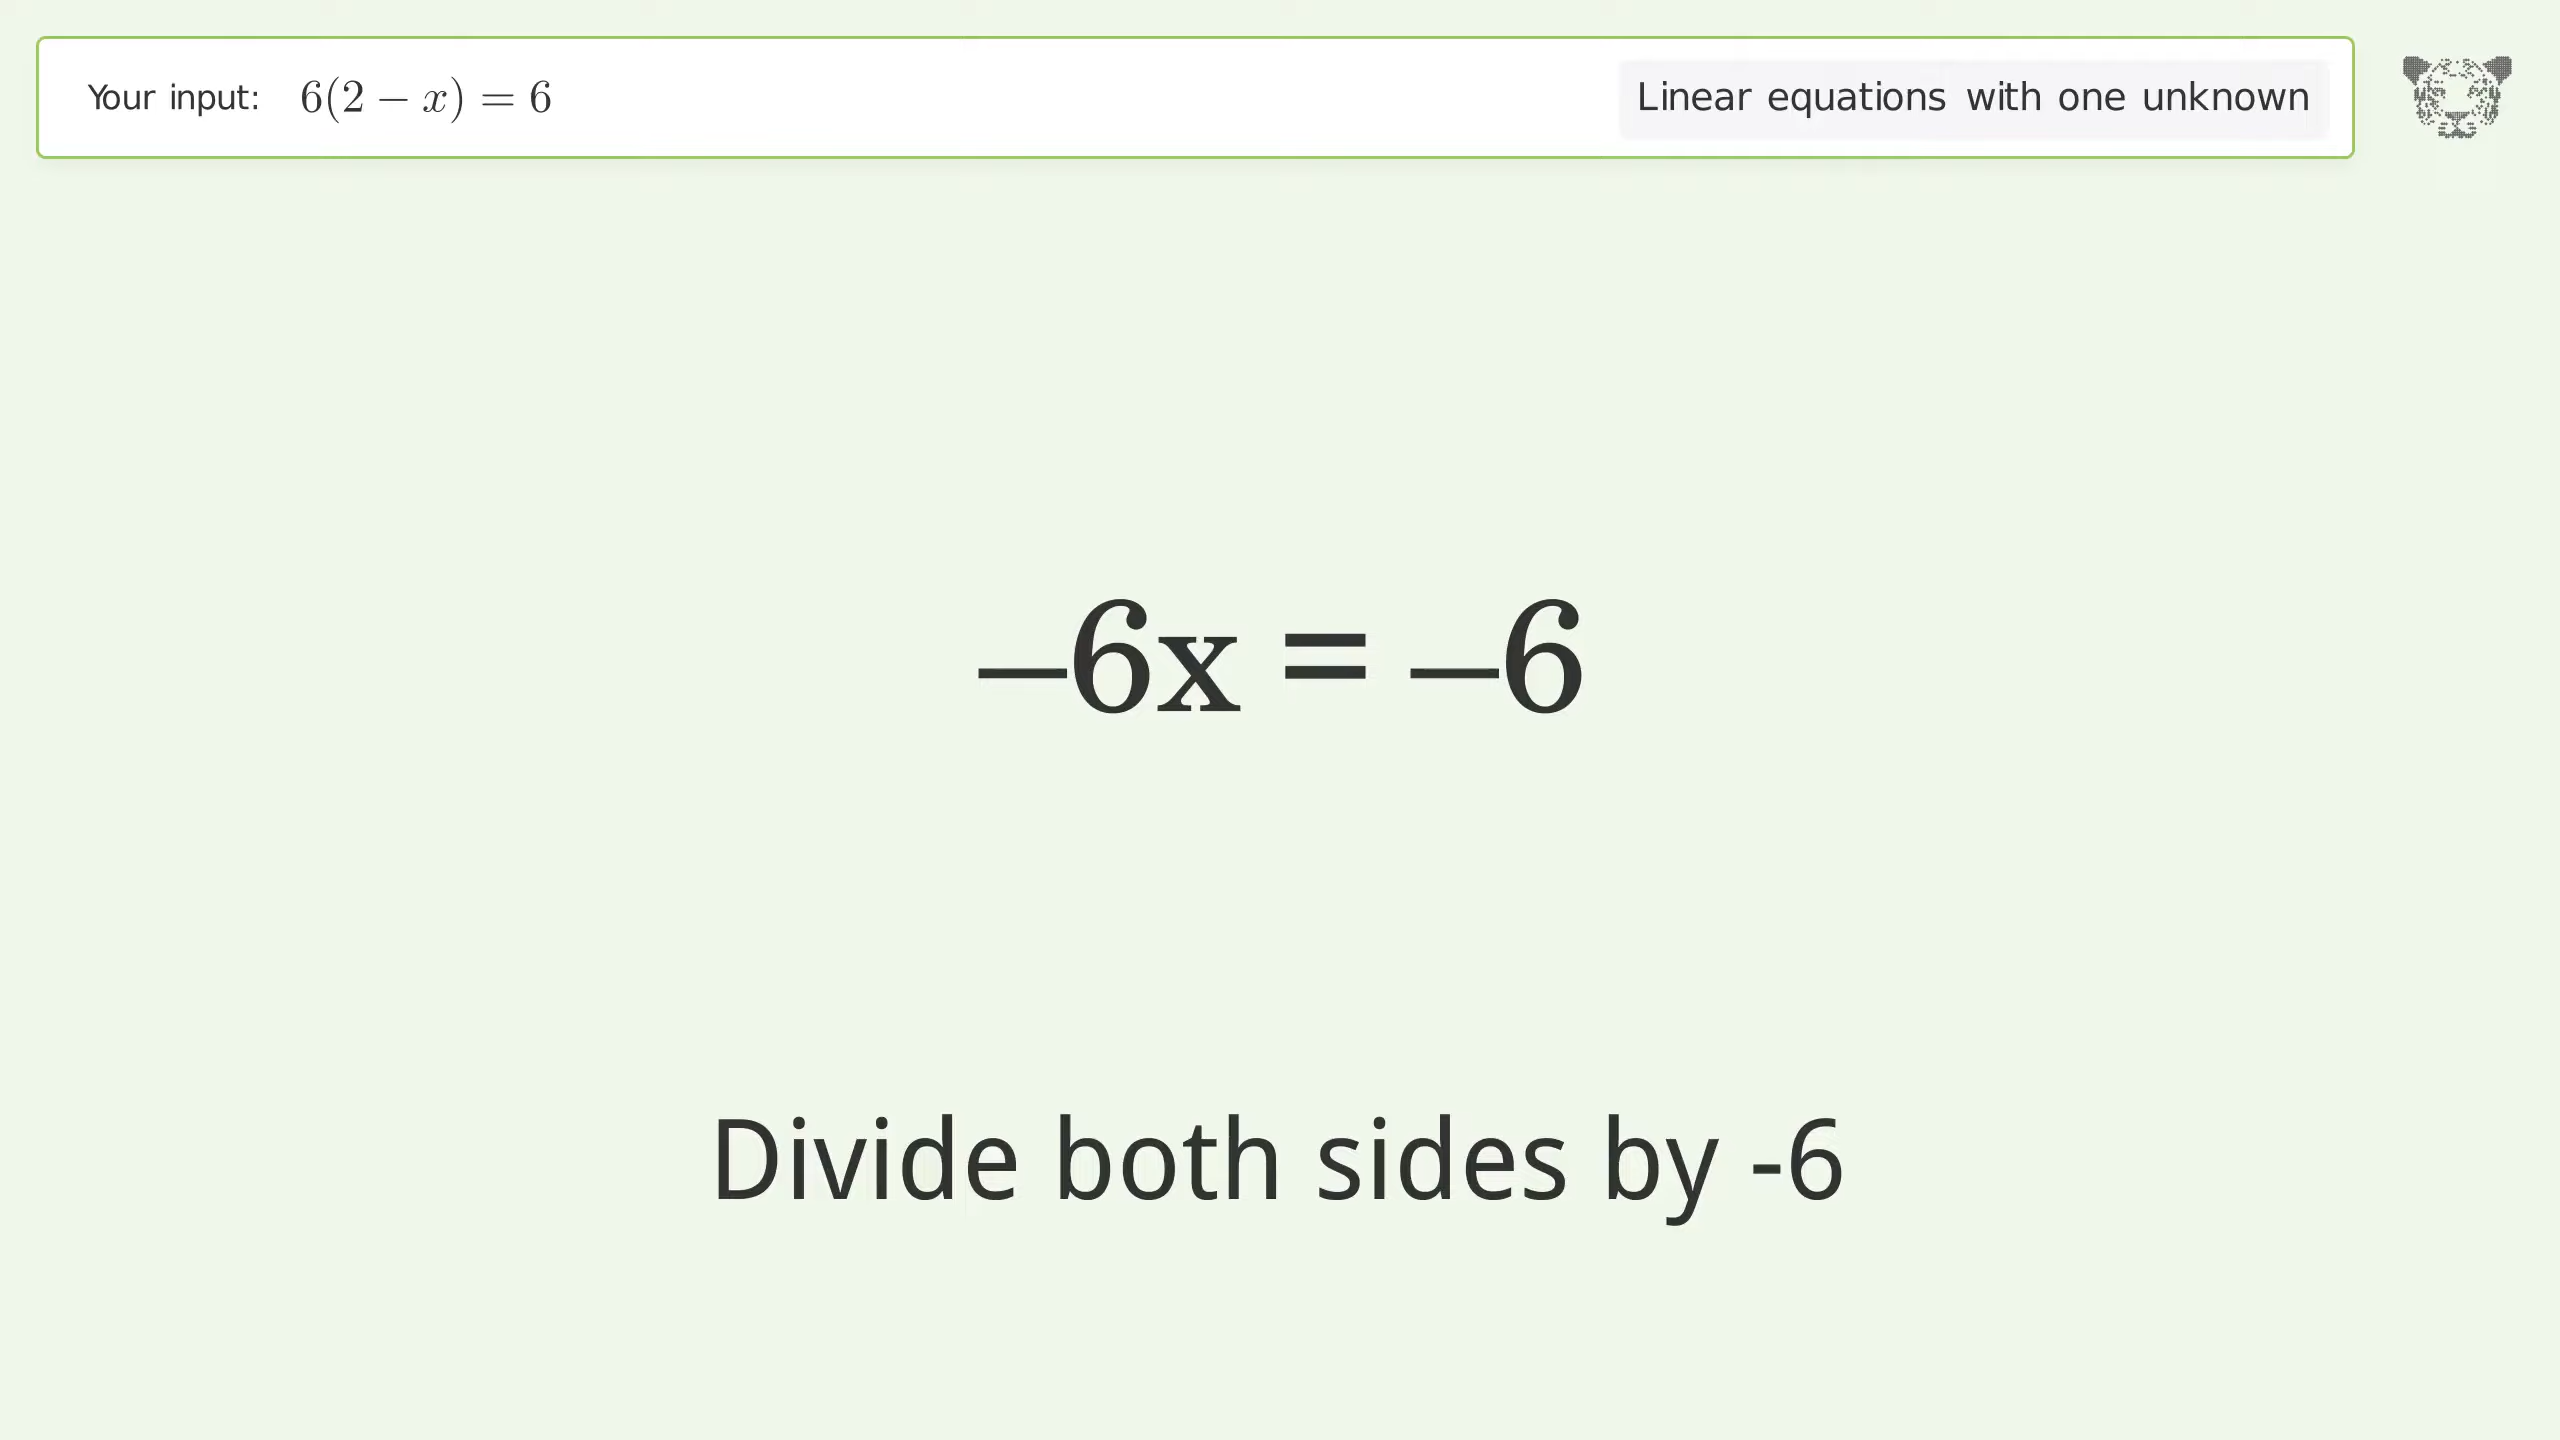 Your input: 6(2 − x) = 6
Linear equations with one unknown
–6x = –6
Divide both sides by -6